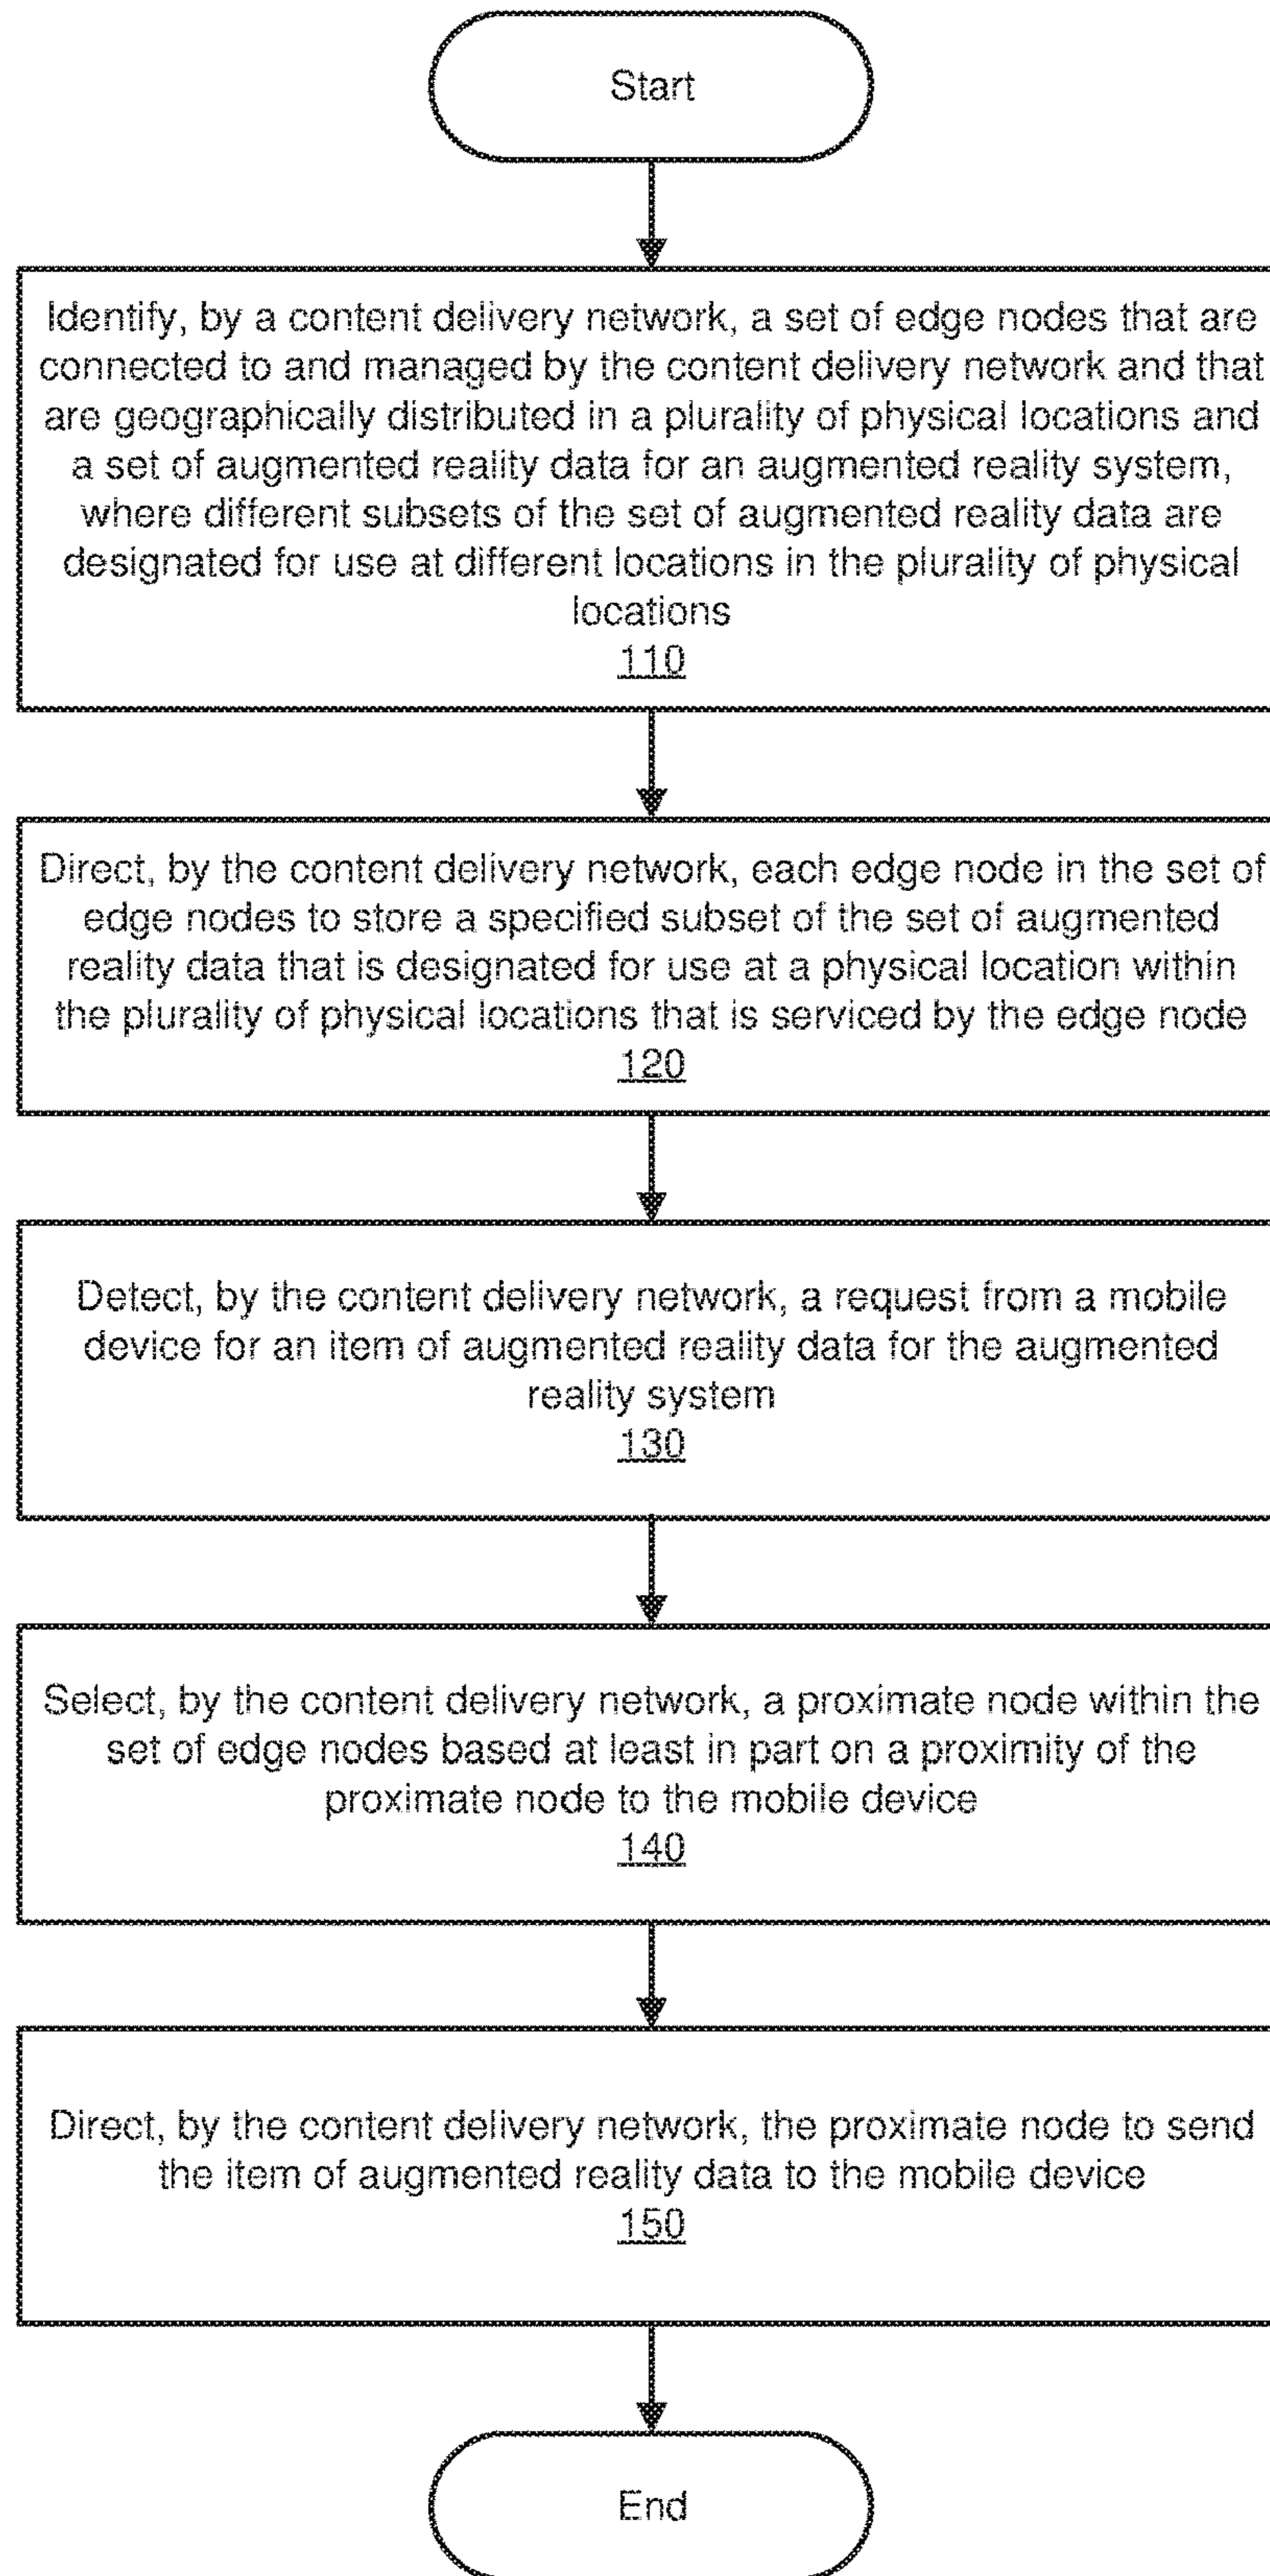 Start
Identify, by a content delivery network, a set of edge nodes that are
connected to and managed by the content delivery network and that
are geographically distributed in a plurality of physical locations and
a set of augmented reality data for an augmented reality system,
where different subsets of the set of augmented reality data are
designated for use at different locations in the plurality of physical
locations
110
Direct, by the content delivery network, each edge node in the set of
edge nodes to store a specified subset of the set of augmented
reality data that is designated for use at a physical location within
the plurality of physical locations that is serviced by the edge node
120
Detect, by the content delivery network, a request from a mobile
device for an item of augmented reality data for the augmented
reality system
130
Select, by the content delivery network, a proximate node within the
set of edge nodes based at least in part on a proximity of the
proximate node to the mobile device
140
Direct, by the content delivery network, the proximate node to send
the item of augmented reality data to the mobile device
150
End